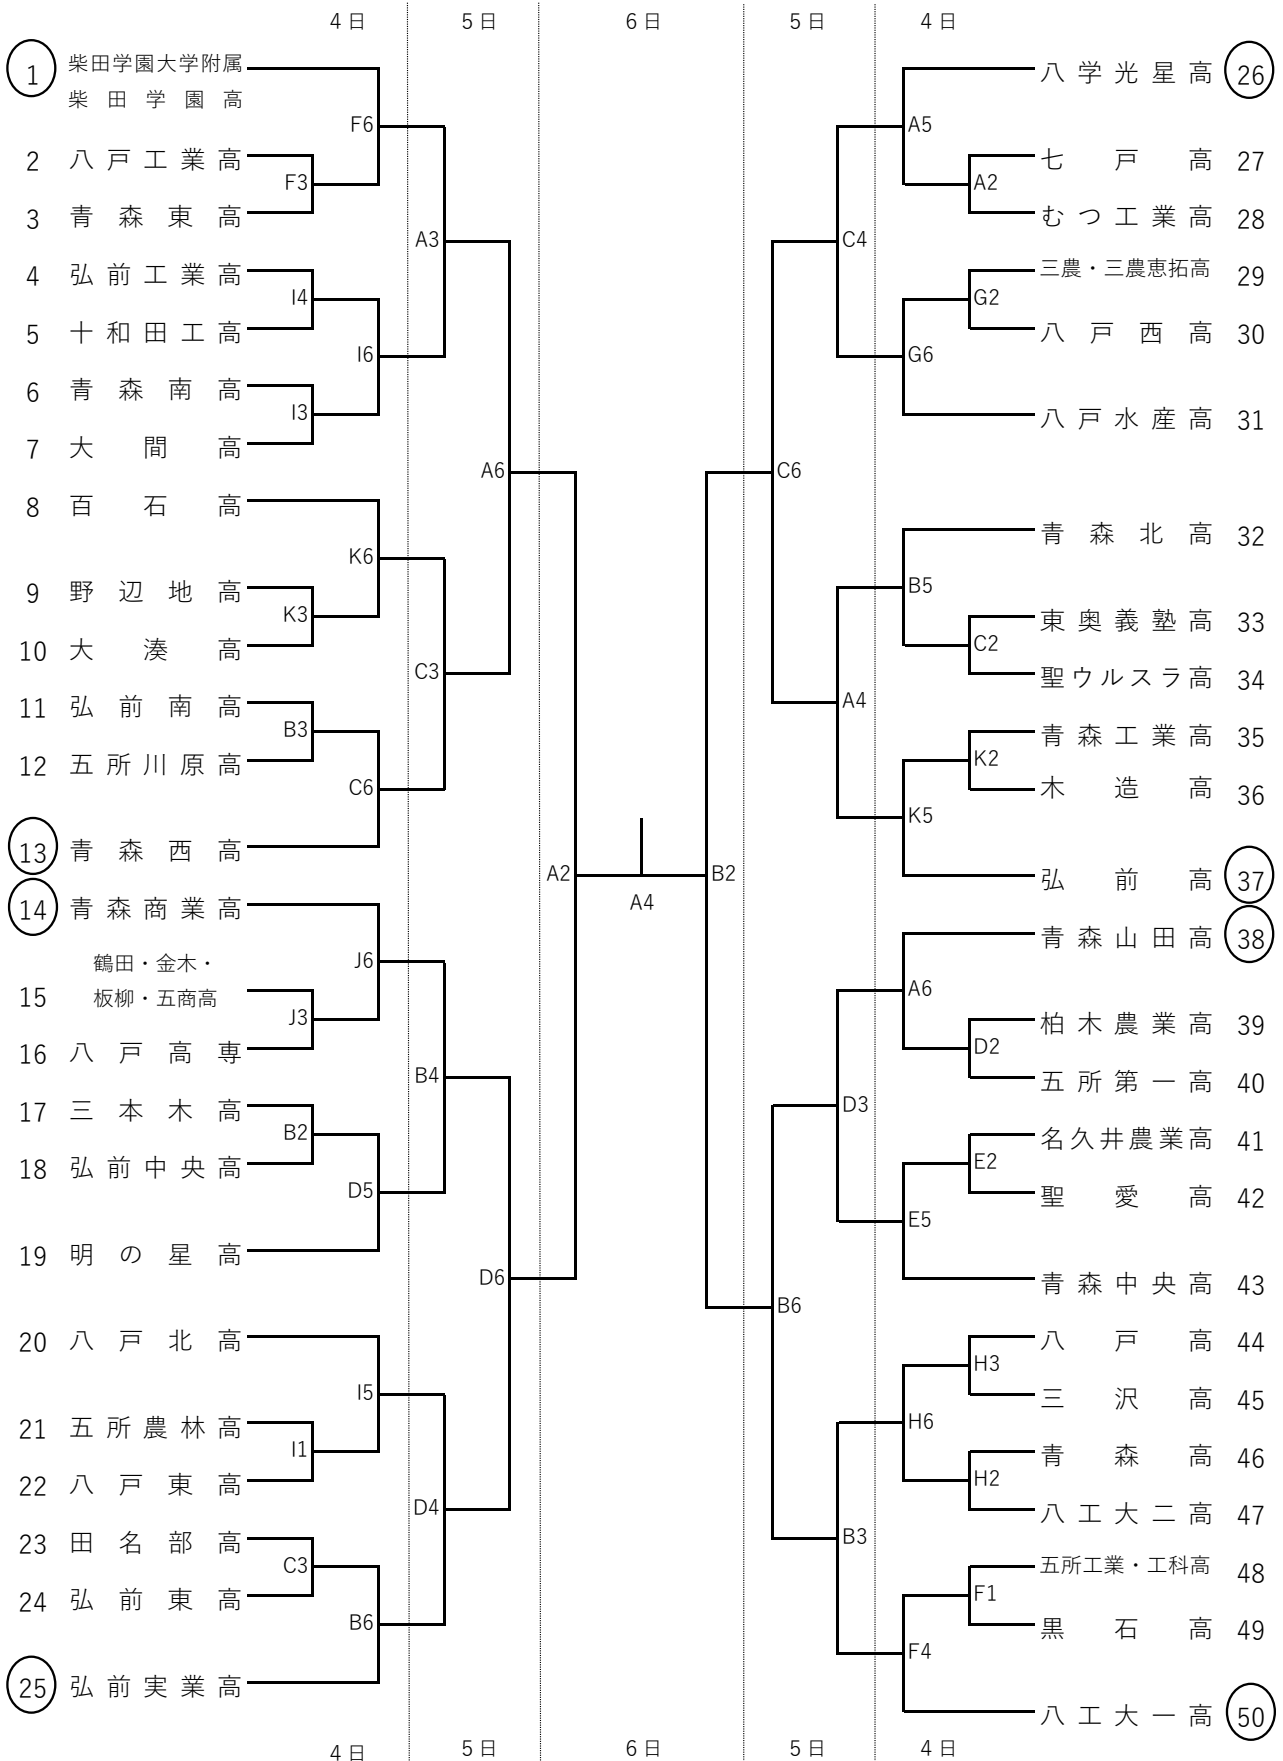 4日 5日 6日 5日 4日
1 柴田学園大学附属
柴田学園高
2 八戸工業高
3 青森東高
4 弘前工業高
5 十和田工高
6 青森南高
7 大間高
8 百石高
9 野辺地高
10 大湊高
11 弘前南高
12 五所川原高
13 青森西高
14 青森商業高
鶴田・金木・
15 板柳・五商高
16 八戸高専
17 三本木高
18 弘前中央高
19 明の星高
20 八戸北高
21 五所農林高
22 八戸東高
23 田名部高
24 弘前東高
25 弘前実業高
F3
I4
I3
K3
B3
J3
B2
I1
C3
F6
I6
K6
C6
J6
D5
I5
B6
A3
C3
B4
D4
A6
D6
A2
A4
B2
C6
B6
C4
A4
D3
B3
A5
G6
B5
K5
A6
E5
H6
F4
A2
G2
C2
K2
D2
E2
H3
H2
F1
八学光星高 26
七戸高 27
むつ工業高 28
三農・三農恵拓高 29
八戸西高 30
八戸水産高 31
青森北高 32
東奥義塾高 33
聖ウルスラ高 34
青森工業高 35
木造高 36
弘前高 37
青森山田高 38
柏木農業高 39
五所第一高 40
名久井農業高 41
聖愛高 42
青森中央高 43
八戸高 44
三沢高 45
青森高 46
八工大二高 47
五所工業・工科高 48
黒石高 49
八工大一高 50
4日 5日 6日 5日 4日